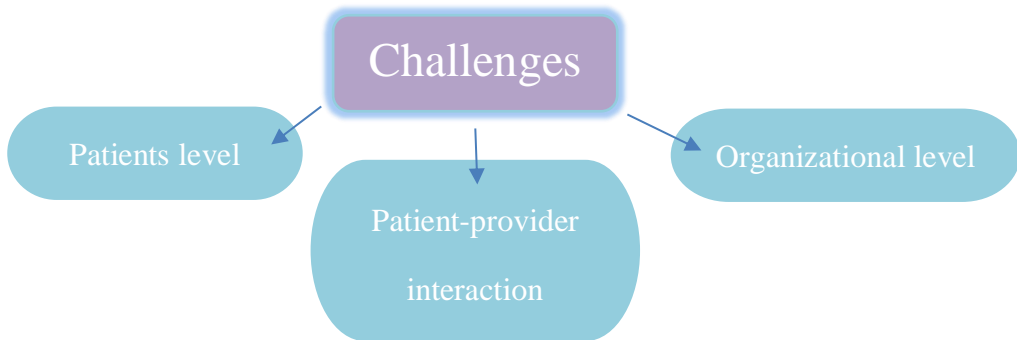 Challenges
Patients level
Organizational level
Patient-provider
interaction